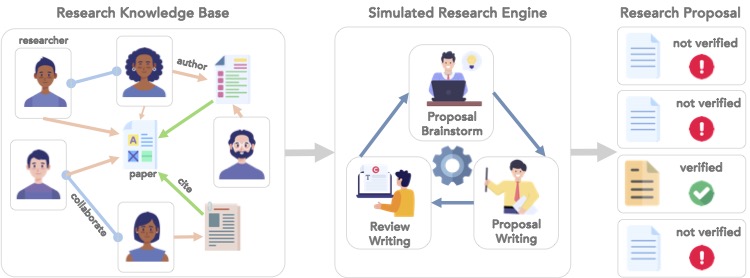 Research Knowledge Base
researcher
author
paper
cite
collaborate
A
Simulated Research Engine
Proposal
Brainstorm
T
G
Review
Writing
Proposal
Writing
Research Proposal
not verified
not verified
verified
not verified